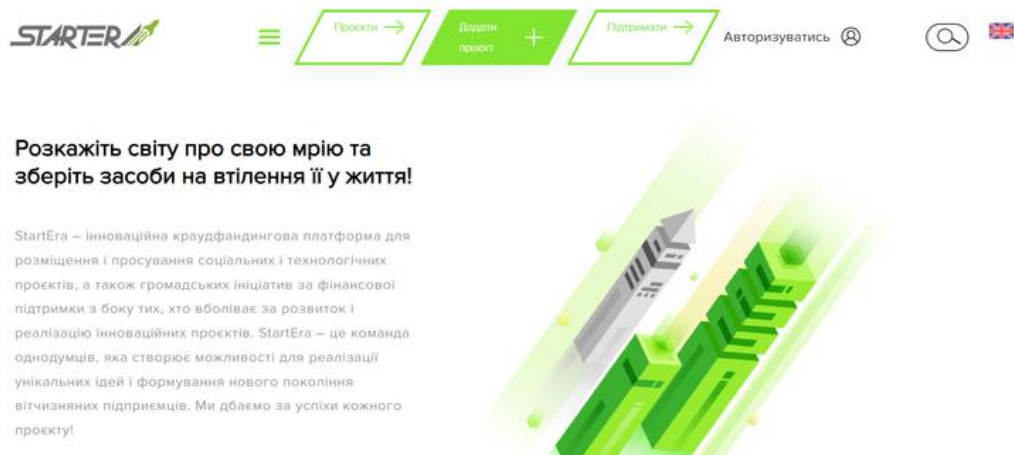 STARTERA
Проєкти
Додати
проєкт
Підтримати
Авторизуватись
Розкажіть світу про свою мрію та
зберіть засоби на втілення її у життя!
StartEra – інноваційна краудфандингова платформа для
розміщення і просування соціальних і технологічних
проєктів, а також громадських ініціатив за фінансової
підтримки з боку тих, хто вболіває за розвиток і
реалізацію інноваційних проєктів. StartEra – це команда
однодумців, яка створює можливості для реалізації
унікальних ідей і формування нового покоління
вітчизняних підприємців. Ми дбаємо за успіхи кожного
проєкту!